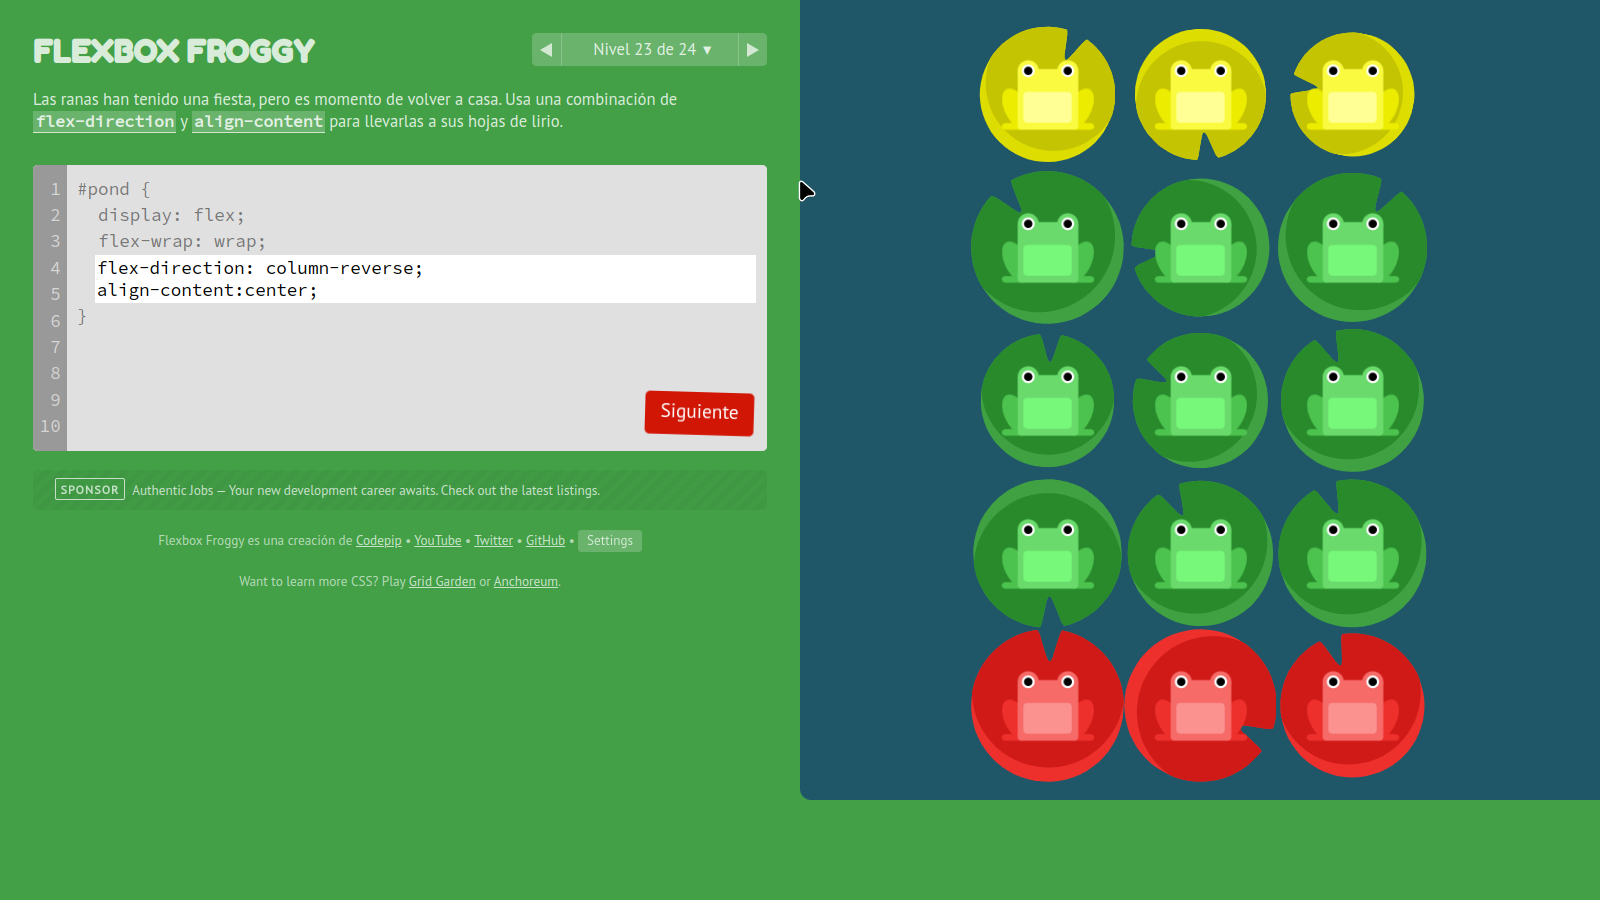 FLEXBOX FROGGY
◀ Nivel 23 de 24 ▼ ▶
Las ranas han tenido una fiesta, pero es momento de volver a casa. Usa una combinación de
flex-direction y align-content para llevarlas a sus hojas de lirio.
1 #pond {
2 display: flex;
3 flex-wrap: wrap;
4 flex-direction: column-reverse;
5 align-content:center;
6 }
7
8
9
10
Siguiente
SPONSOR Authentic Jobs — Your new development career awaits. Check out the latest listings.
Flexbox Froggy es una creación de Codepip • YouTube • Twitter • GitHub • Settings
Want to learn more CSS? Play Grid Garden or Anchoreum.